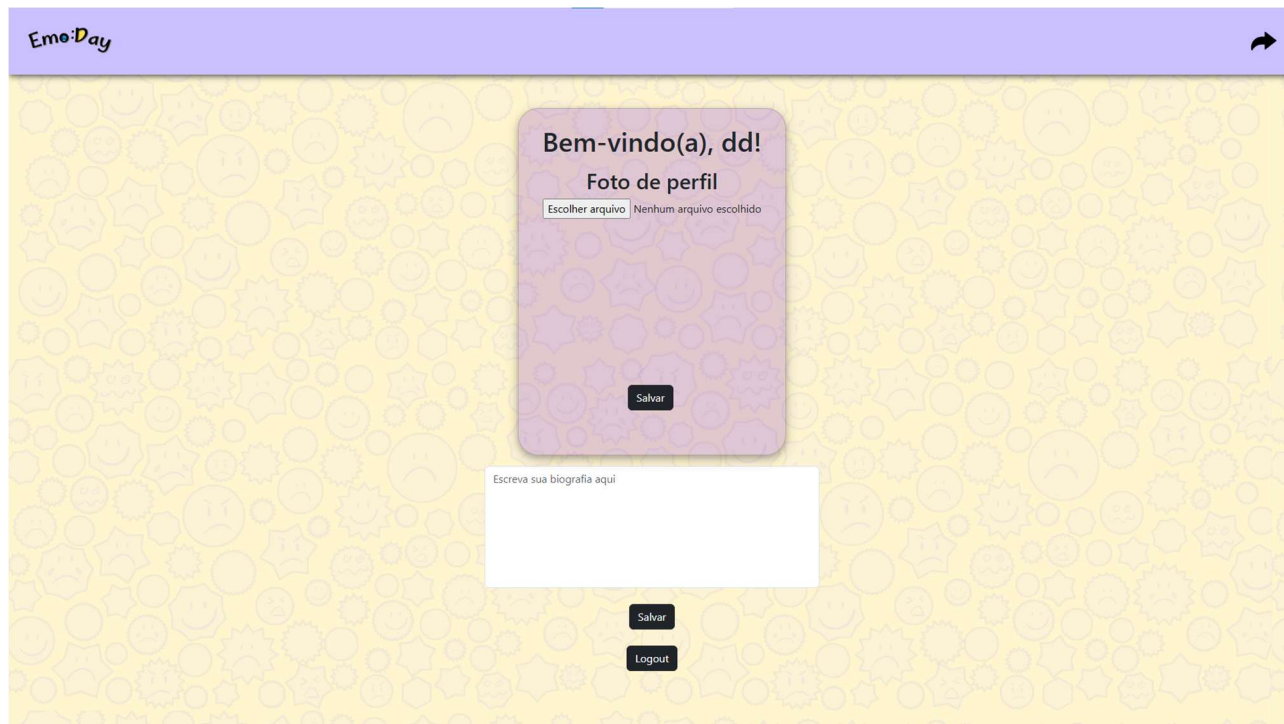 Emo:Day
Bem-vindo(a), dd!
Foto de perfil
Escolher arquivo Nenhum arquivo escolhido
Salvar
Escreva sua biografia aqui
Salvar
Logout